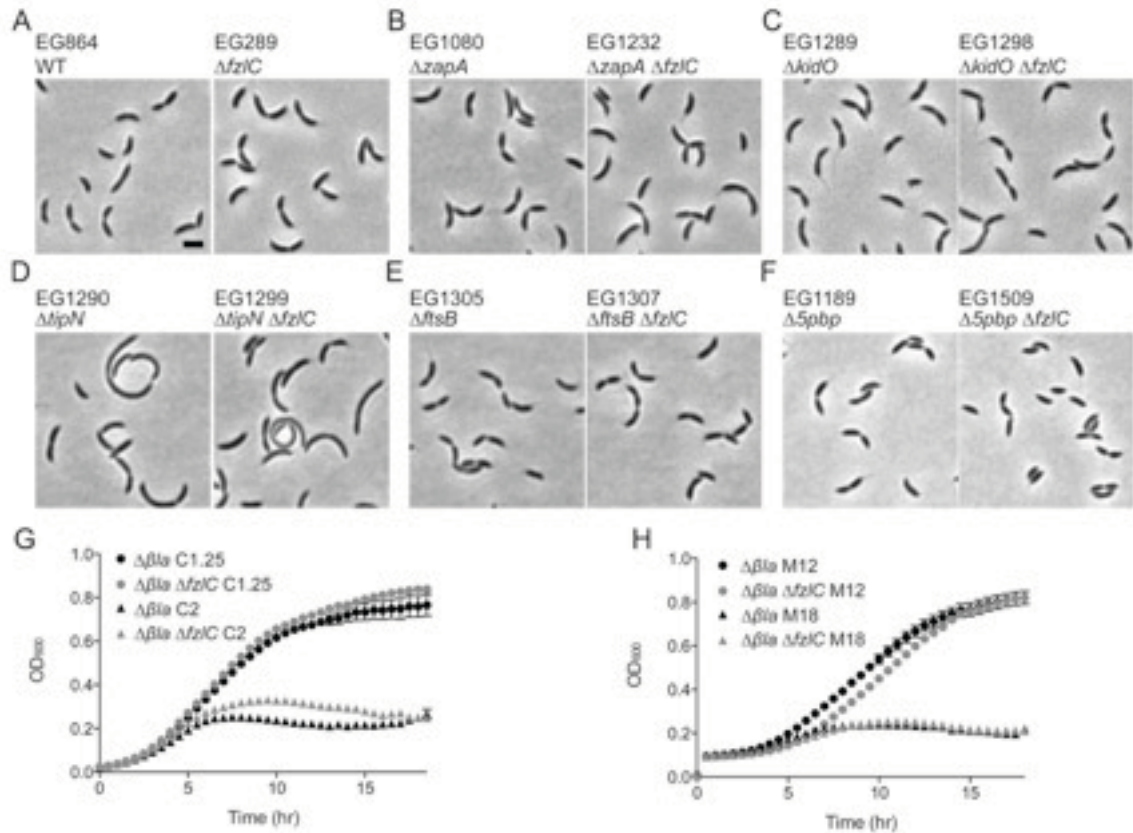 A
EG864
WT
EG289
ΔfzlC
B
EG1080
ΔzapA
EG1232
ΔzapA ΔfzlC
C
EG1289
ΔkidO
EG1298
ΔkidO ΔfzlC
D
EG1290
ΔtipN
EG1299
ΔtipN ΔfzlC
E
EG1305
ΔftsB
EG1307
ΔftsB ΔfzlC
F
EG1189
Δ5pbp
EG1509
Δ5pbp ΔfzlC
G
Δβla C1.25
Δβla ΔfzlC C1.25
Δβla C2
Δβla ΔfzlC C2
OD₆₀₀
1.0
0.8
0.6
0.4
0.2
0.0
0
5
10
15
Time (hr)
H
Δβla M12
Δβla ΔfzlC M12
Δβla M18
Δβla ΔfzlC M18
OD₆₀₀
1.0
0.8
0.6
0.4
0.2
0.0
0
5
10
15
Time (hr)